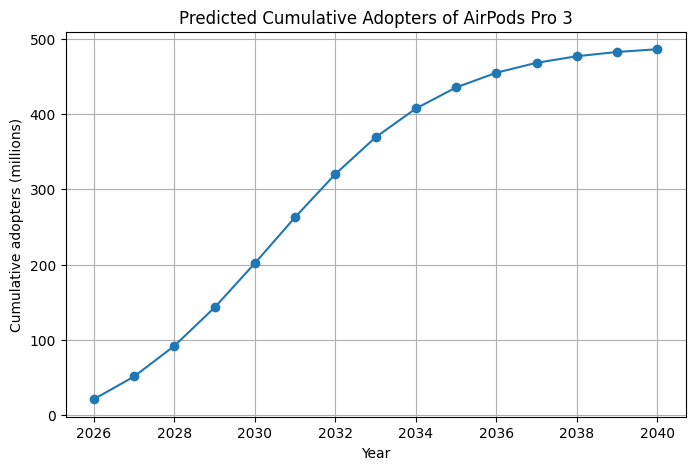 Predicted Cumulative Adopters of AirPods Pro 3
500
400
300
200
100
0
Cumulative adopters (millions)
2026 2028 2030 2032 2034 2036 2038 2040
Year